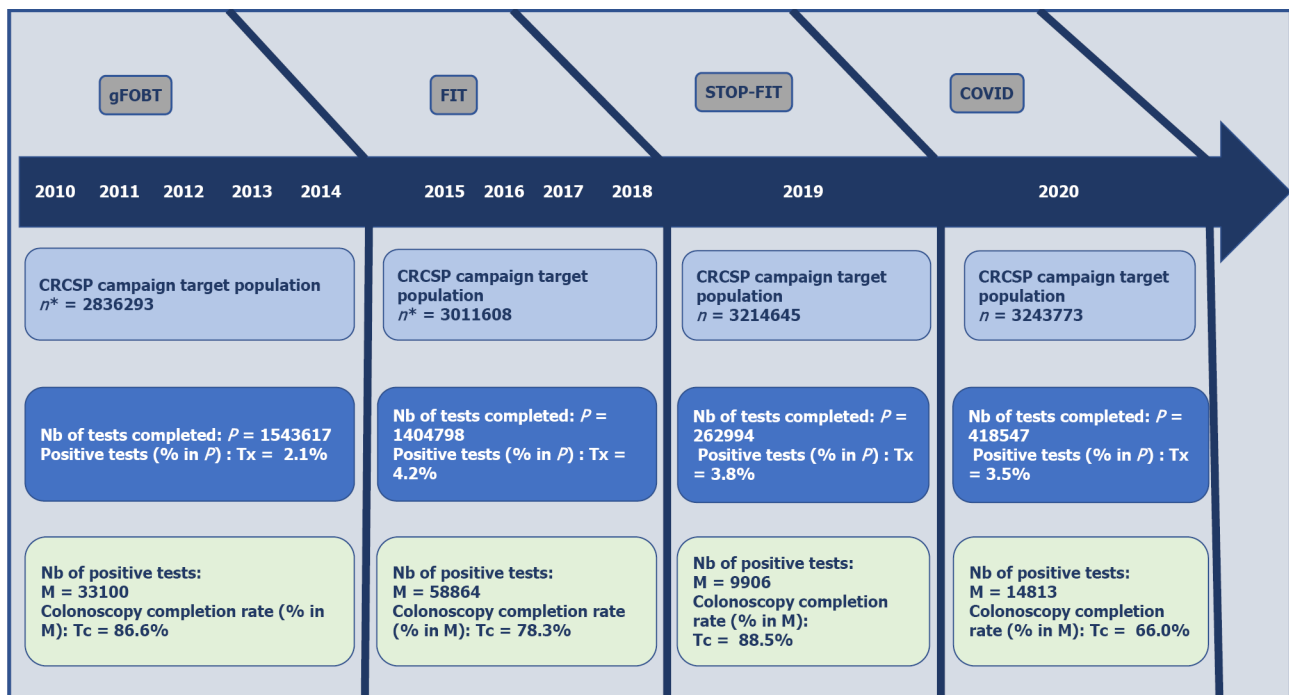 gFOBT
FIT
STOP-FIT
COVID
2010 2011 2012 2013 2014 2015 2016 2017 2018 2019 2020
CRCSP campaign target population
n* = 2836293
CRCSP campaign target
population
n* = 3011608
CRCSP campaign target
population
n = 3214645
CRCSP campaign target
population
n = 3243773
Nb of tests completed: P = 1543617
Positive tests (% in P) : Tx = 2.1%
Nb of tests completed: P =
1404798
Positive tests (% in P) : Tx =
4.2%
Nb of tests completed: P =
262994
Positive tests (% in P) : Tx
= 3.8%
Nb of tests completed: P =
418547
Positive tests (% in P) : Tx
= 3.5%
Nb of positive tests:
M = 33100
Colonoscopy completion rate (% in
M): Tc = 86.6%
Nb of positive tests:
M = 58864
Colonoscopy completion rate
(% in M): Tc = 78.3%
Nb of positive tests:
M = 9906
Colonoscopy completion
rate (% in M):
Tc = 88.5%
Nb of positive tests:
M = 14813
Colonoscopy completion
rate (% in M): Tc = 66.0%